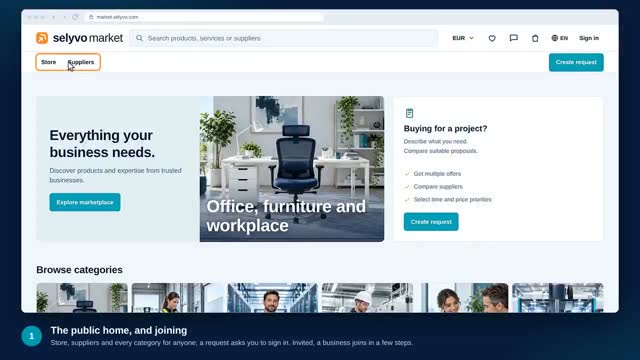 market.selyvo.com
selyvo market
Search products, services or suppliers
EUR
EN
Sign in
Store
Suppliers
Create request
Everything your
business needs.
Discover products and expertise from trusted
businesses.
Explore marketplace
Office, furniture and
workplace
Buying for a project?
Describe what you need.
Compare suitable proposals.
Get multiple offers
Compare suppliers
Select time and price priorities
Create request
Browse categories
1
The public home, and joining
Store, suppliers and every category for anyone; a request asks you to sign in. Invited, a business joins in a few steps.